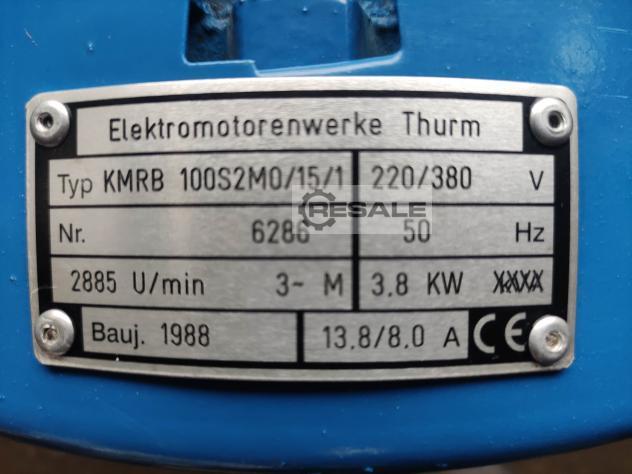 Elektromotorenwerke Thurm
Typ KMRB 100S2M0/15/1 220/380 V
Nr. 6286 50 Hz
RESALE
2885 U/min 3~ M 3.8 KW XXXX
Bauj. 1988 13.8/8.0 A CE